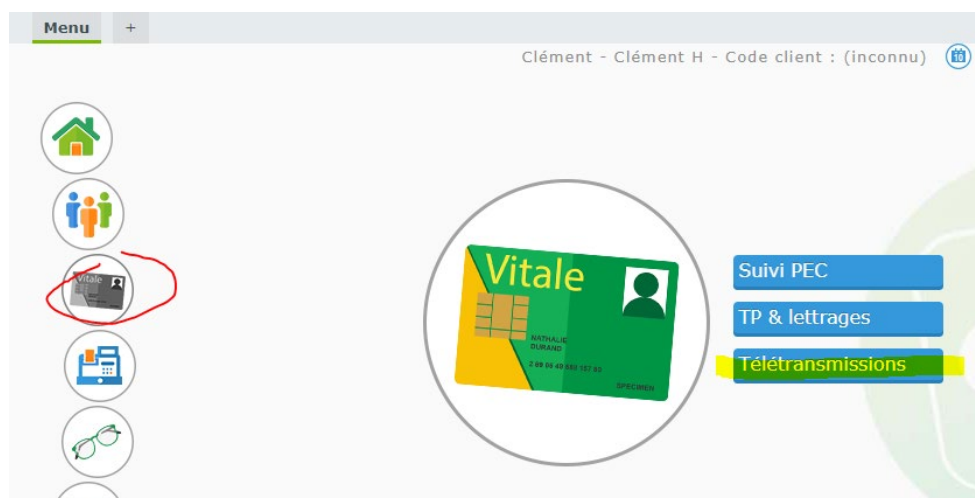 Menu +
Clément - Clément H - Code client : (inconnu)
Vitale
Vitale
NATHALIE
DURAND
SPECIMEN
Suivi PEC
TP & lettrages
Télétransmissions